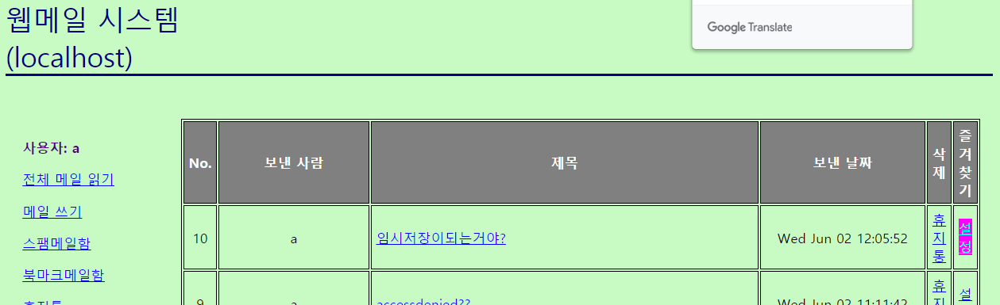 웹메일 시스템
(localhost)
Google Translate
사용자: a
전체 메일 읽기
메일 쓰기
스팸메일함
북마크메일함
No. 보낸 사람 제목 보낸 날짜 삭제 즐겨찾기
10 a 임시저장이되는거야? Wed Jun 02 12:05:52 휴지통 설정
9 a accessdenied?? Wed Jun 02 11:11:42 휴지 설